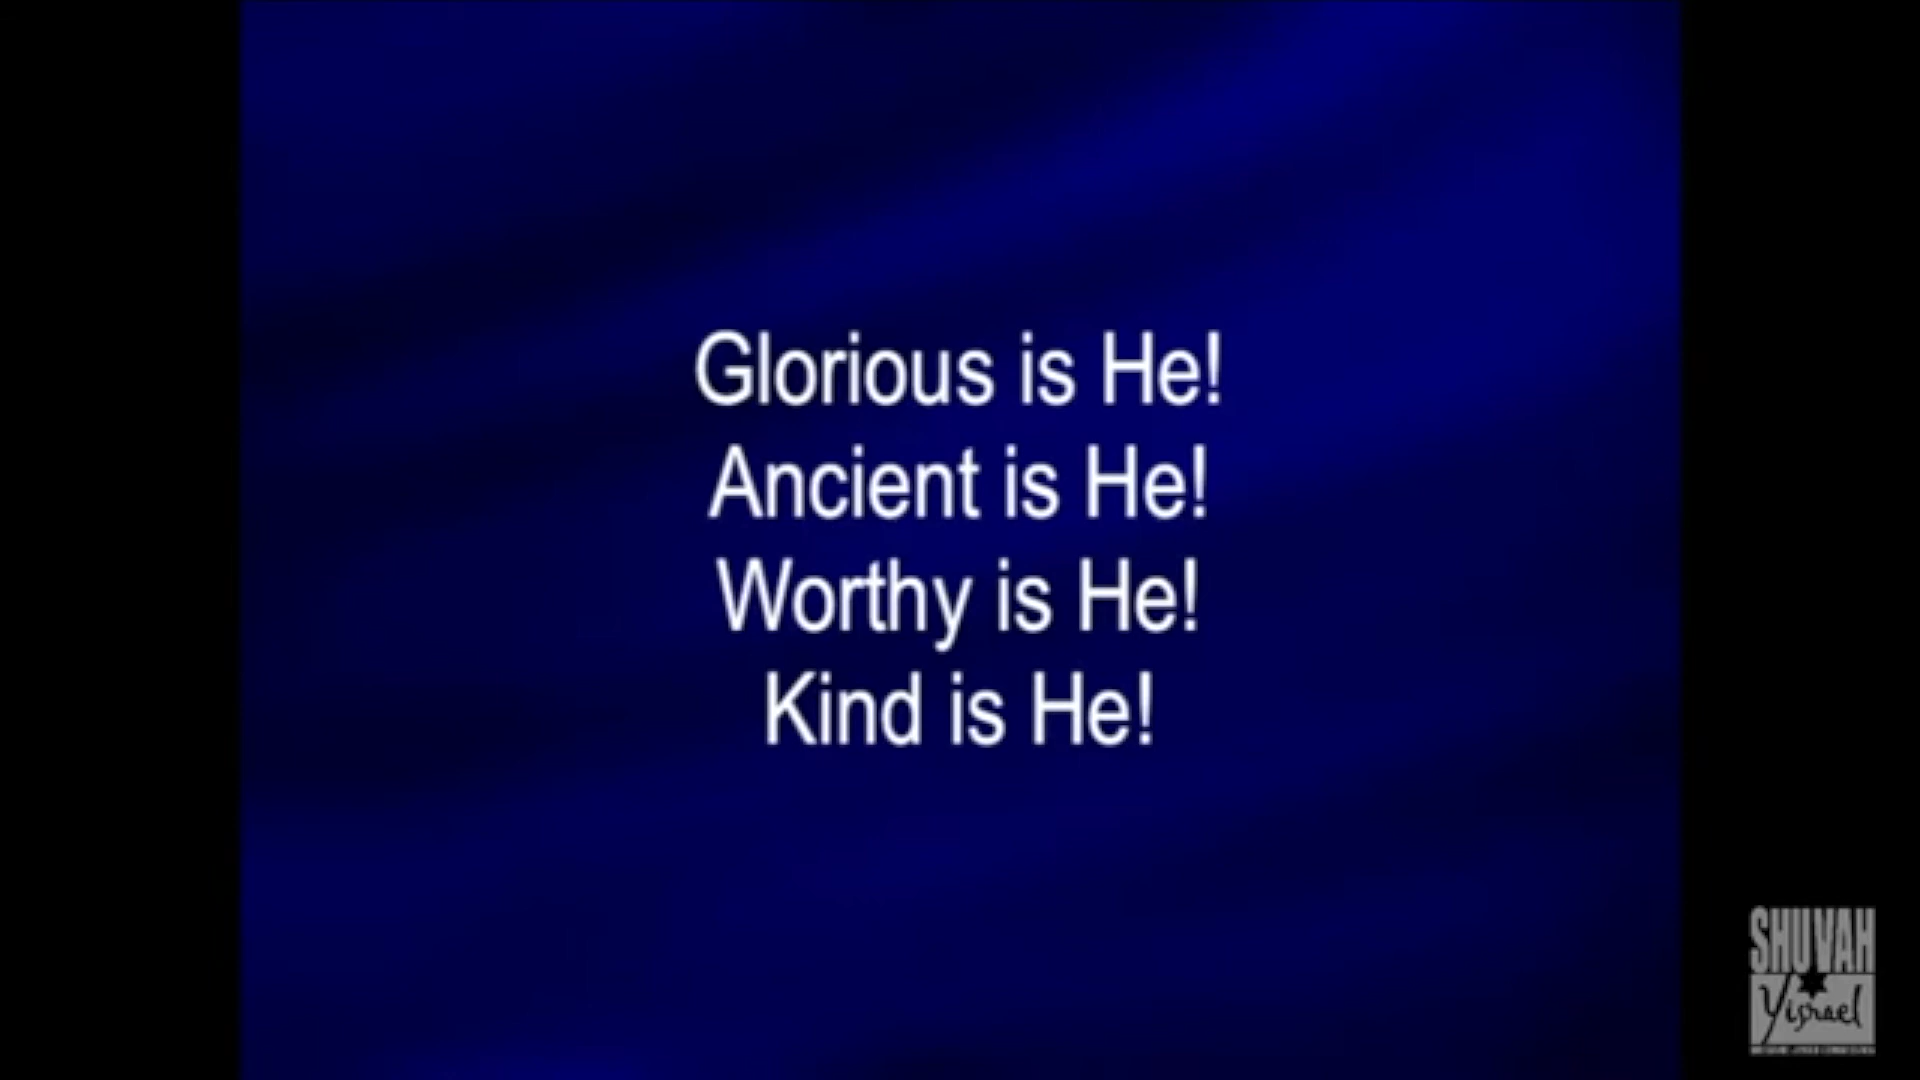 Glorious is He!
Ancient is He!
Worthy is He!
Kind is He!
SHUVAH
Yisrael